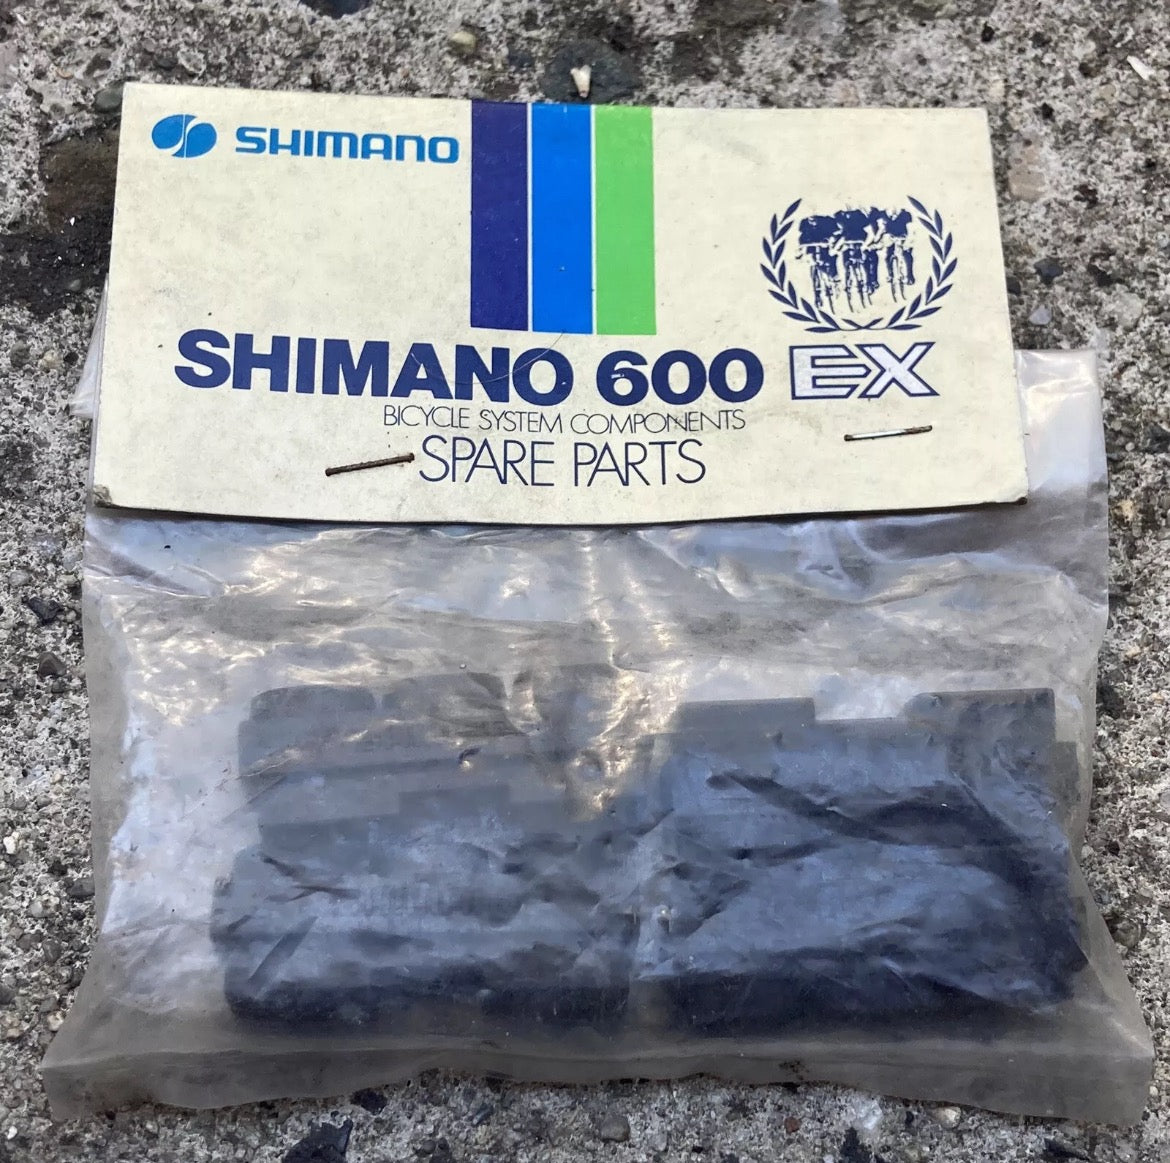 SHIMANO
SHIMANO 600 EX
BICYCLE SYSTEM COMPONENTS
SPARE PARTS